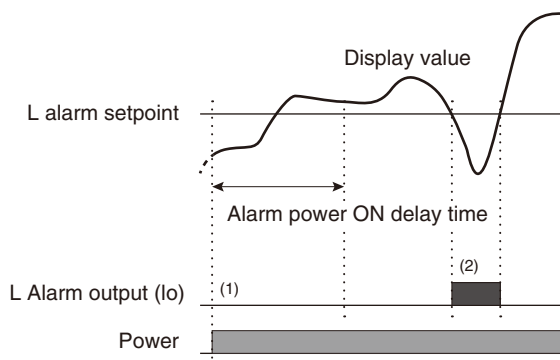 Display value
L alarm setpoint
Alarm power ON delay time
(1)
(2)
L Alarm output (lo)
Power